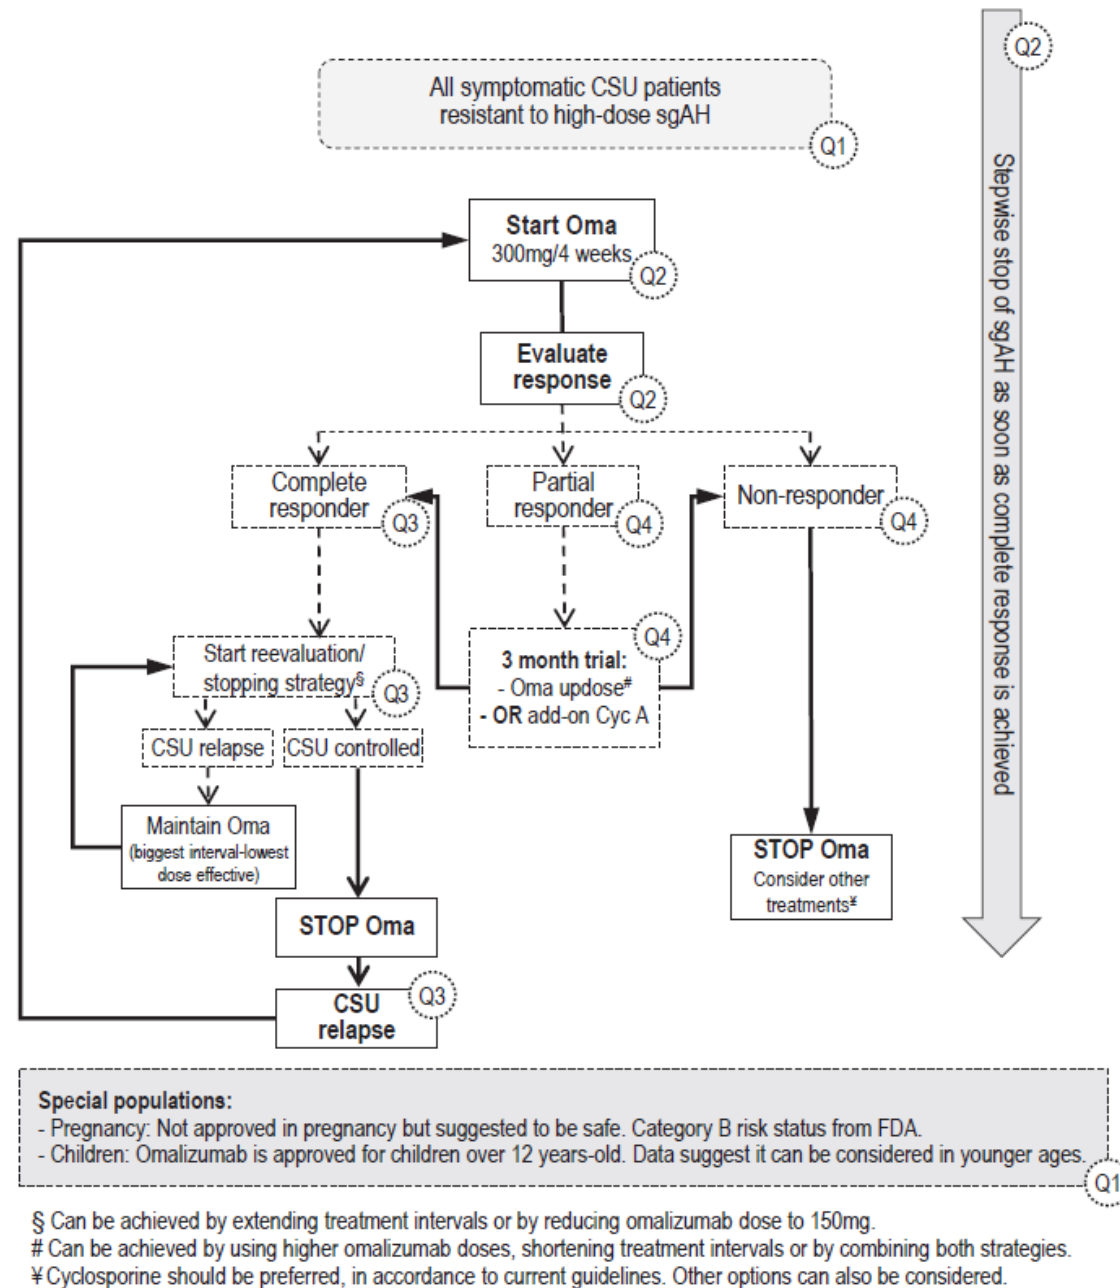 Q2
All symptomatic CSU patients
resistant to high-dose sgAH
Q1
Stepwise stop of sgAH as soon as complete response is achieved
Start Oma
300mg/4 weeks
Q2
Evaluate
response
Q2
Complete
responder
Q3
Partial
responder
Q4
Non-responder
Q4
Start reevaluation/
stopping strategy§
Q3
Q4
3 month trial:
- Oma updose#
- OR add-on Cyc A
CSU relapse
CSU controlled
Maintain Oma
(biggest interval-lowest
dose effective)
STOP Oma
Consider other
treatments¥
STOP Oma
CSU
relapse
Q3
Special populations:
- Pregnancy: Not approved in pregnancy but suggested to be safe. Category B risk status from FDA.
- Children: Omalizumab is approved for children over 12 years-old. Data suggest it can be considered in younger ages.
Q1
§ Can be achieved by extending treatment intervals or by reducing omalizumab dose to 150mg.
# Can be achieved by using higher omalizumab doses, shortening treatment intervals or by combining both strategies.
¥ Cyclosporine should be preferred, in accordance to current guidelines. Other options can also be considered.